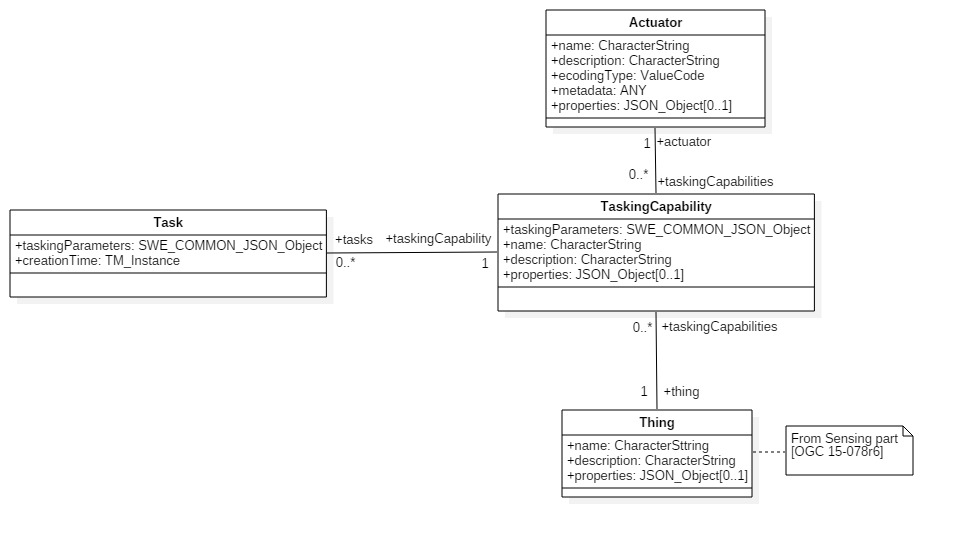 Actuator
+name: CharacterString
+description: CharacterString
+ecodingType: ValueCode
+metadata: ANY
+properties: JSON_Object[0..1]
1
+actuator
0..*
+taskingCapabilities
TaskingCapability
+taskingParameters: SWE_COMMON_JSON_Object
+name: CharacterString
+description: CharacterString
+properties: JSON_Object[0..1]
Task
+taskingParameters: SWE_COMMON_JSON_Object
+creationTime: TM_Instance
+tasks
+taskingCapability
0..*
1
0..*
+taskingCapabilities
1
+thing
Thing
+name: CharacterSttring
+description: CharacterString
+properties: JSON_Object[0..1]
From Sensing part
[OGC 15-078r6]